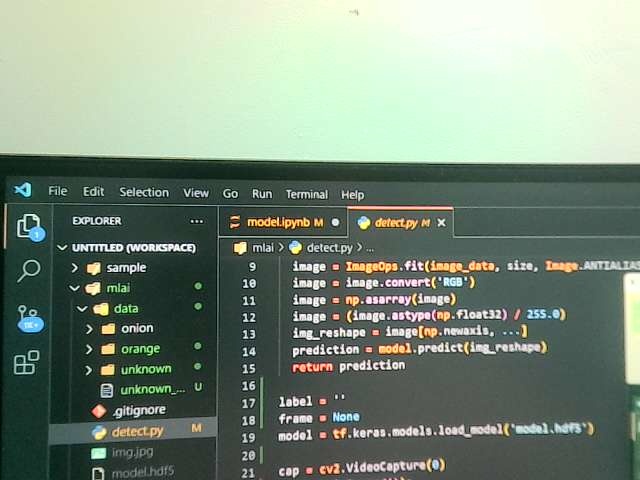 File Edit Selection View Go Run Terminal Help
EXPLORER ...
model.ipynb M
detect.py M
UNTITLED (WORKSPACE)
mlai > detect.py > ...
sample
mlai
data
onion
orange
unknown
unknown_... U
.gitignore
detect.py M
img.jpg
model.hdf5
1
9 image = ImageOps.fit(image_data, size, Image.ANTIALIAS
10 image = image.convert('RGB')
11 image = np.asarray(image)
12 image = (image.astype(np.float32) / 255.0)
13 img_reshape = image[np.newaxis, ...]
14 prediction = model.predict(img_reshape)
15 return prediction
16
17 label = ''
18 frame = None
19 model = tf.keras.models.load_model('model.hdf5')
20
21 cap = cv2.VideoCapture(0)